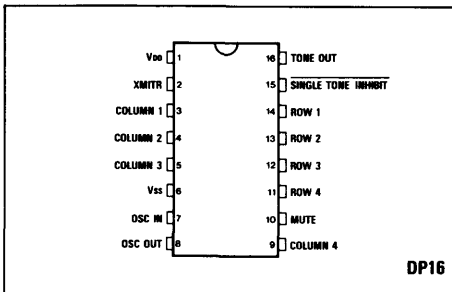 VDD 1 16 TONE OUT
XMITR 2 15 SINGLE TONE INHIBIT
COLUMN 1 3 14 ROW 1
COLUMN 2 4 13 ROW 2
COLUMN 3 5 12 ROW 3
VSS 6 11 ROW 4
OSC IN 7 10 MUTE
OSC OUT 8 9 COLUMN 4
DP16